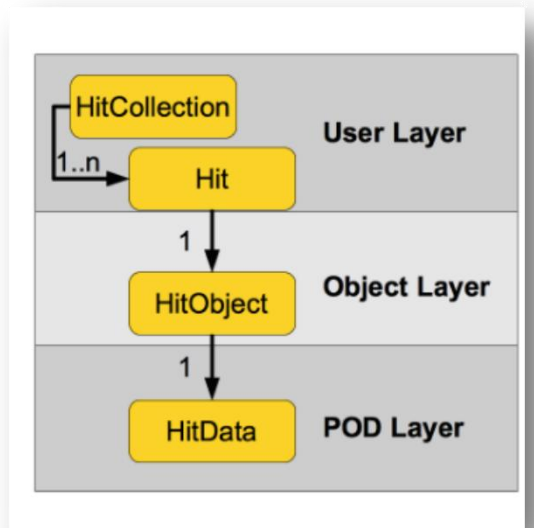 HitCollection
User Layer
1..n
Hit
1
HitObject
Object Layer
1
HitData
POD Layer